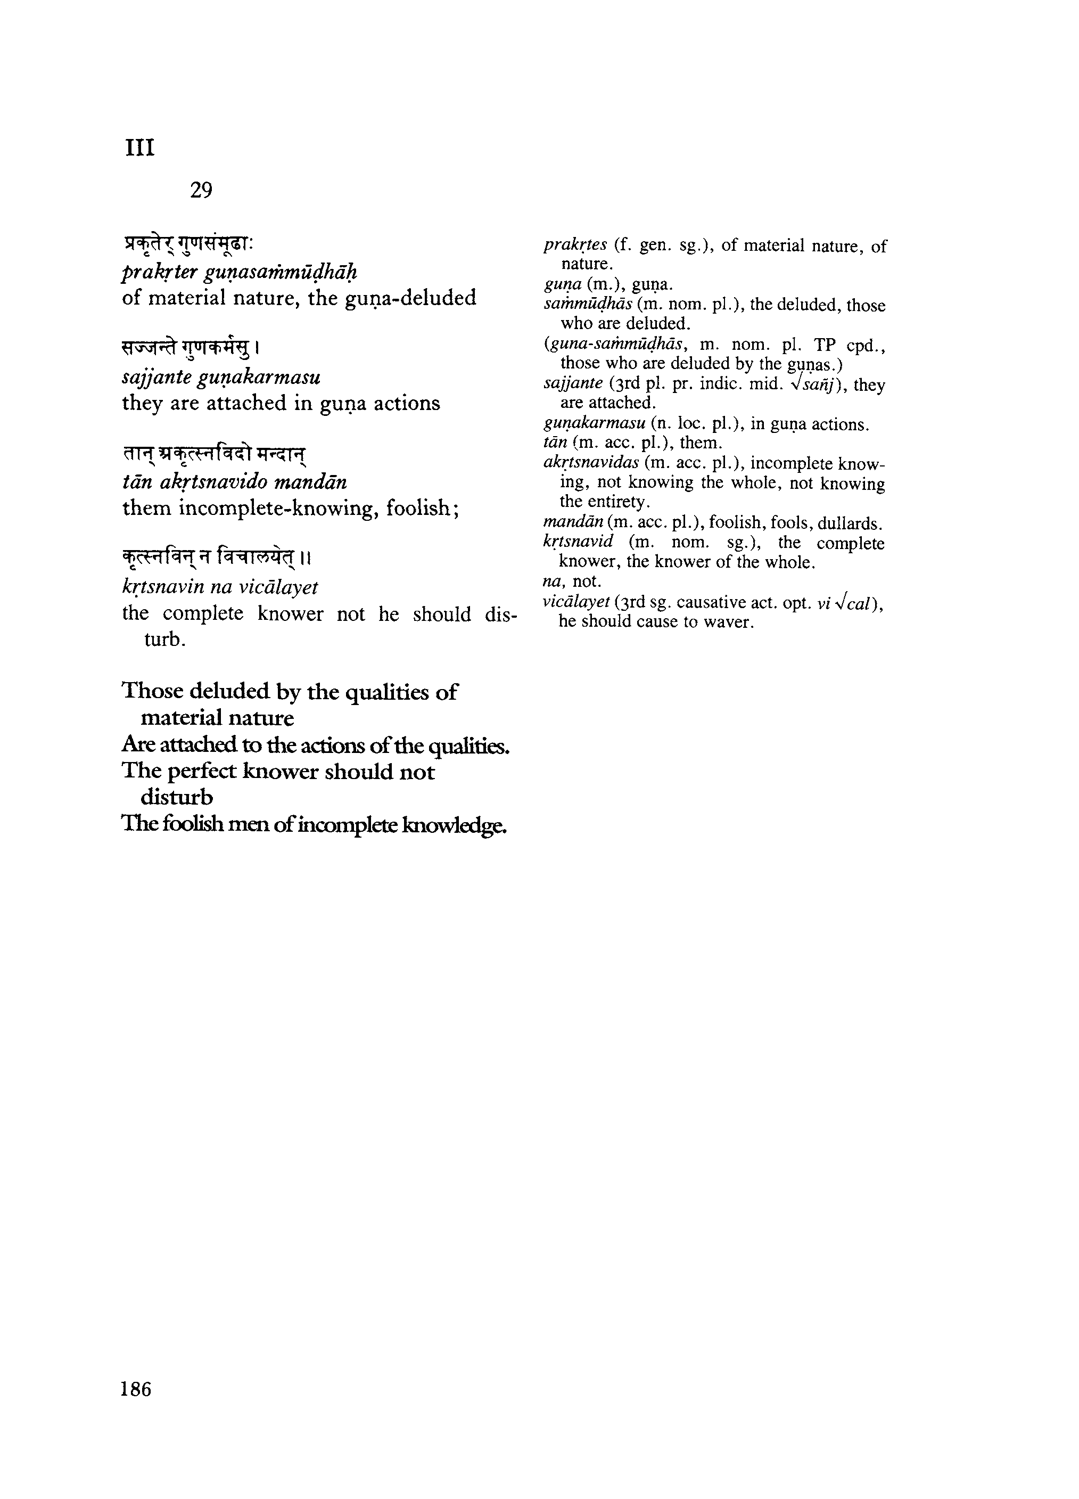 III
29
प्रकृतेर् गुणसंमूढाः
prakṛter guṇasaṁmūḍhāḥ
of material nature, the guṇa-deluded
सज्जन्ते गुणकर्मसु ।
sajjante guṇakarmasu
they are attached in guṇa actions
तान् अकृत्स्नविदो मन्दान्
tān akṛtsnavido mandān
them incomplete-knowing, foolish;
कृत्स्नविन् न विचालयेत् ।।
kṛtsnavin na vicālayet
the complete knower not he should dis-
turb.
Those deluded by the qualities of
material nature
Are attached to the actions of the qualities.
The perfect knower should not
disturb
The foolish men of incomplete knowledge.
prakṛtes (f. gen. sg.), of material nature, of
nature.
guṇa (m.), guṇa.
saṁmūḍhās (m. nom. pl.), the deluded, those
who are deluded.
(guna-saṁmūḍhās, m. nom. pl. TP cpd.,
those who are deluded by the guṇas.)
sajjante (3rd pl. pr. indic. mid. √sañj), they
are attached.
guṇakarmasu (n. loc. pl.), in guṇa actions.
tān (m. acc. pl.), them.
akṛtsnavidas (m. acc. pl.), incomplete know-
ing, not knowing the whole, not knowing
the entirety.
mandān (m. acc. pl.), foolish, fools, dullards.
kṛtsnavid (m. nom. sg.), the complete
knower, the knower of the whole.
na, not.
vicālayet (3rd sg. causative act. opt. vi √cal),
he should cause to waver.
186